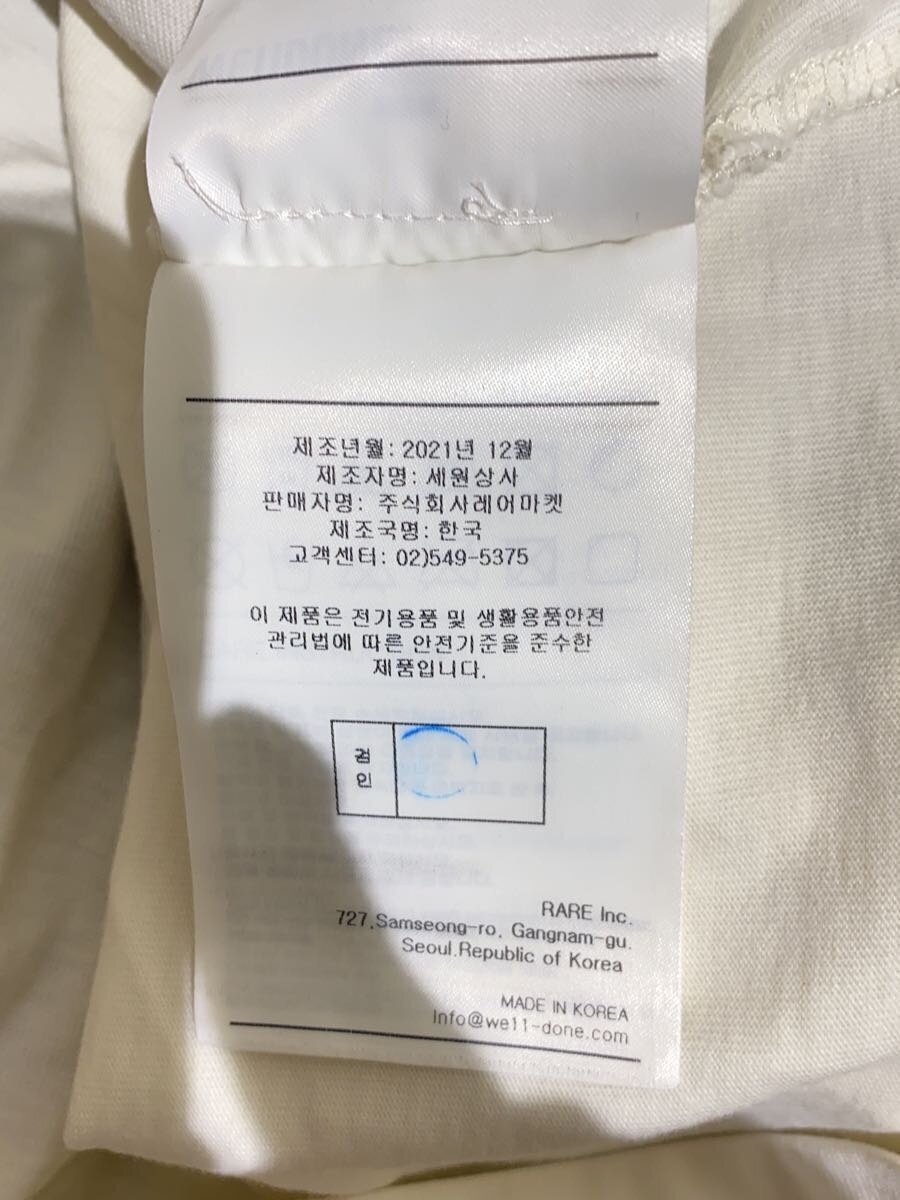 제조년월: 2021년 12월
제조자명: 세원상사
판매자명: 주식회사레어마켓
제조국명: 한국
고객센터: 02)549-5375
이 제품은 전기용품 및 생활용품안전
관리법에 따른 안전기준을 준수한
제품입니다.
검
인
RARE Inc.
727,Samseong-ro, Gangnam-gu.
Seoul.Republic of Korea
MADE IN KOREA
Info@we11-done.com